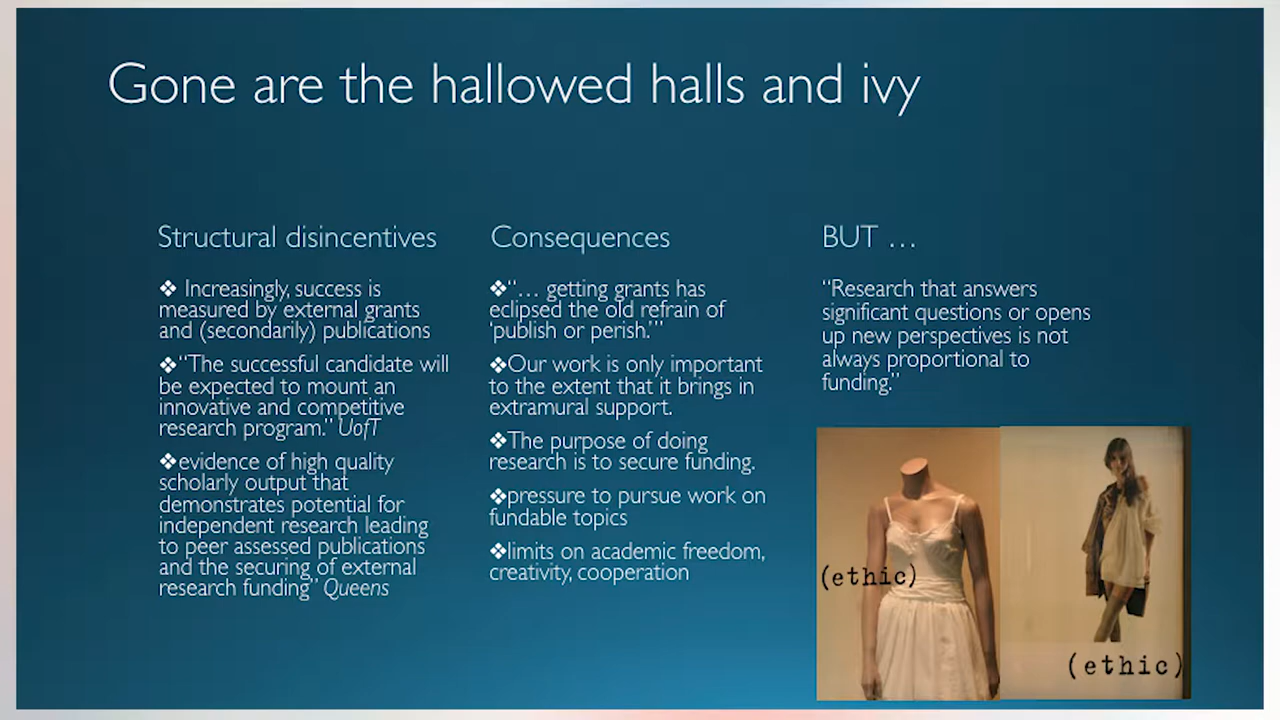 Gone are the hallowed halls and ivy
Structural disincentives
❖ Increasingly, success is
measured by external grants
and (secondarily) publications
❖“The successful candidate will
be expected to mount an
innovative and competitive
research program.” UofT
❖evidence of high quality
scholarly output that
demonstrates potential for
independent research leading
to peer assessed publications
and the securing of external
research funding” Queens
Consequences
❖“… getting grants has
eclipsed the old refrain of
‘publish or perish.’”
❖Our work is only important
to the extent that it brings in
extramural support.
❖The purpose of doing
research is to secure funding.
❖pressure to pursue work on
fundable topics
❖limits on academic freedom,
creativity, cooperation
BUT …
“Research that answers
significant questions or opens
up new perspectives is not
always proportional to
funding.”
(ethic)
(ethic)